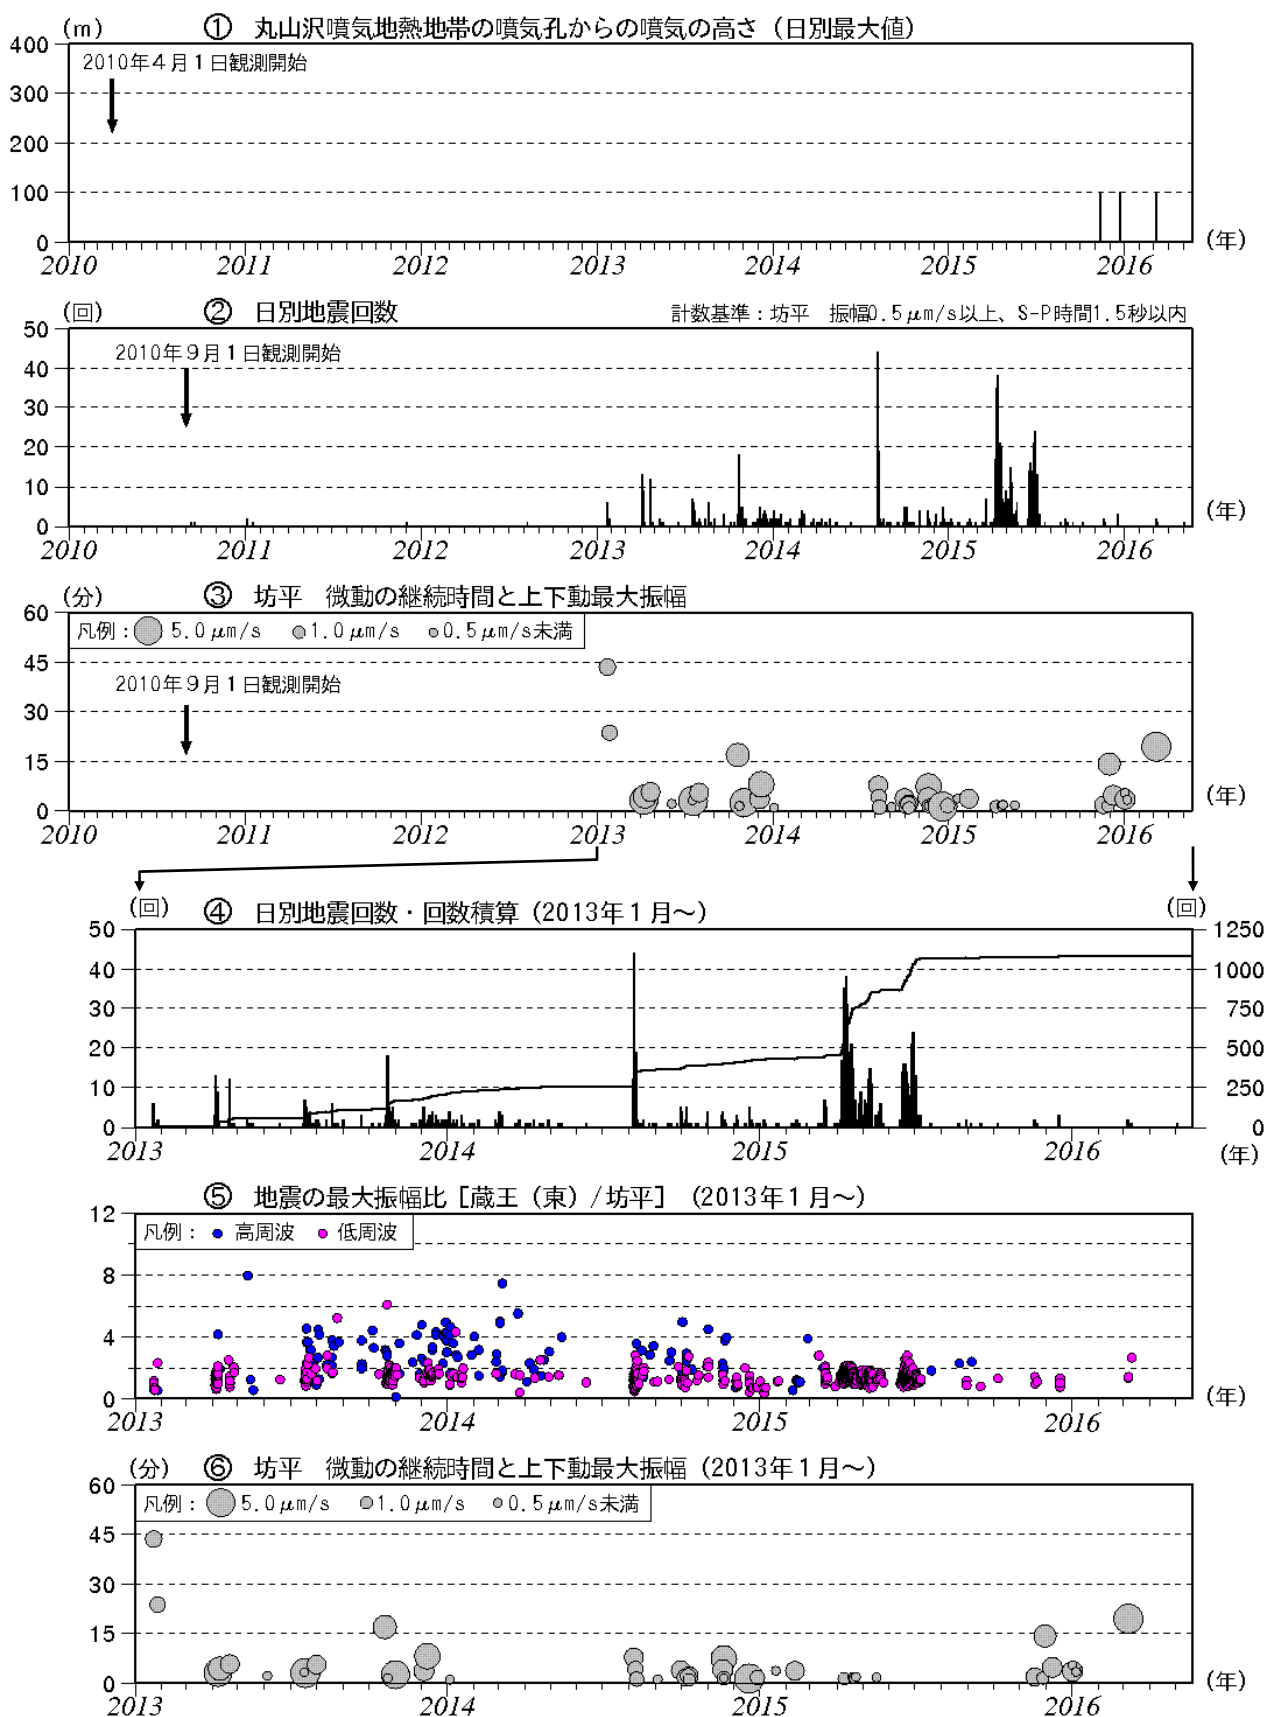 (m) ① 丸山沢噴気地熱地帯の噴気孔からの噴気の高さ（日別最大値）
400
2010年４月１日観測開始
300
200
100
0
(年)
2010 2011 2012 2013 2014 2015 2016
(回) ② 日別地震回数 計数基準：坊平　振幅0.5μm/s以上、S-P時間1.5秒以内
50
2010年９月１日観測開始
40
30
20
10
0
(年)
2010 2011 2012 2013 2014 2015 2016
(分) ③ 坊平　微動の継続時間と上下動最大振幅
60
凡例： 5.0μm/s 1.0μm/s 0.5μm/s未満
45
2010年９月１日観測開始
30
15
0
(年)
2010 2011 2012 2013 2014 2015 2016
(回) ④ 日別地震回数・回数積算（2013年１月～） (回)
50 1250
40 1000
30 750
20 500
10 250
0 0
2013 2014 2015 2016 (年)
⑤ 地震の最大振幅比［蔵王（東）/坊平］（2013年１月～）
12
凡例： 高周波 低周波
8
4
0
(年)
2013 2014 2015 2016
(分) ⑥ 坊平　微動の継続時間と上下動最大振幅（2013年１月～）
60
凡例： 5.0μm/s 1.0μm/s 0.5μm/s未満
45
30
15
0
(年)
2013 2014 2015 2016